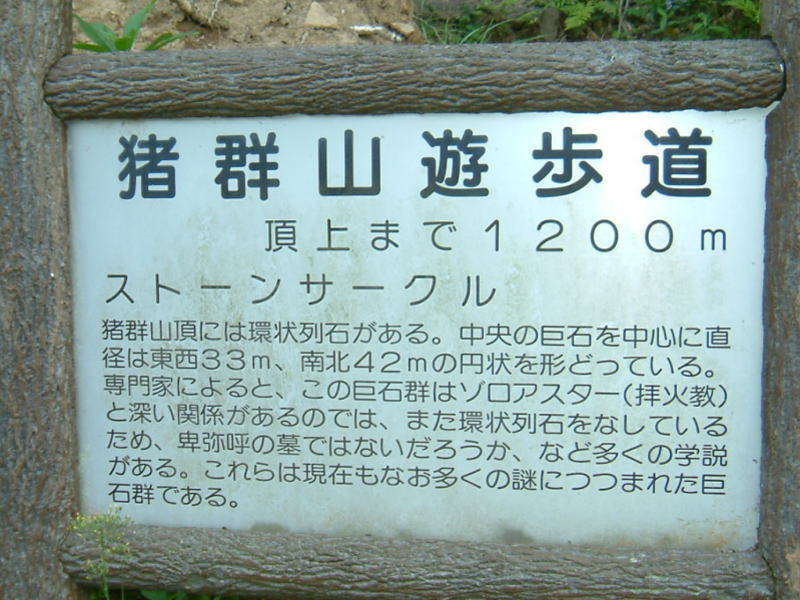 猪群山遊歩道
頂上まで1200m
ストーンサークル
猪群山頂には環状列石がある。中央の巨石を中心に直
径は東西33m、南北42mの円状を形どっている。
専門家によると、この巨石群はゾロアスター(拝火教)
と深い関係があるのでは、また環状列石をなしている
ため、卑弥呼の墓ではないだろうか、など多くの学説
がある。これらは現在もなお多くの謎につつまれた巨
石群である。